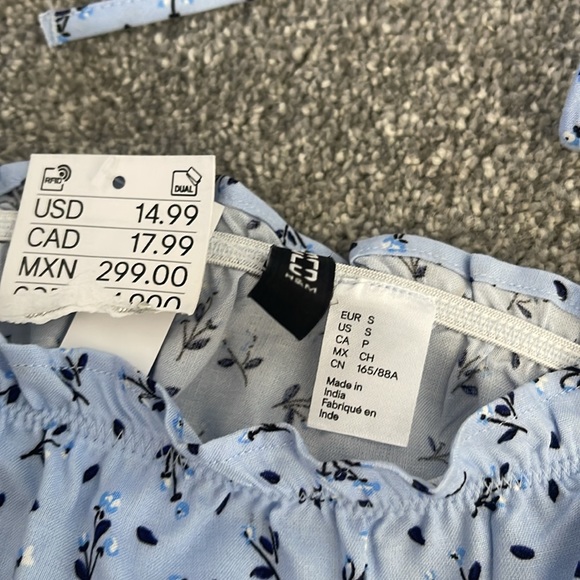 RFID
DUAL
USD 14.99
CAD 17.99
MXN 299.00
H&M
EUR S
US S
CA P
MX CH
CN 165/88A
Made in
India
Fabriqué en
Inde